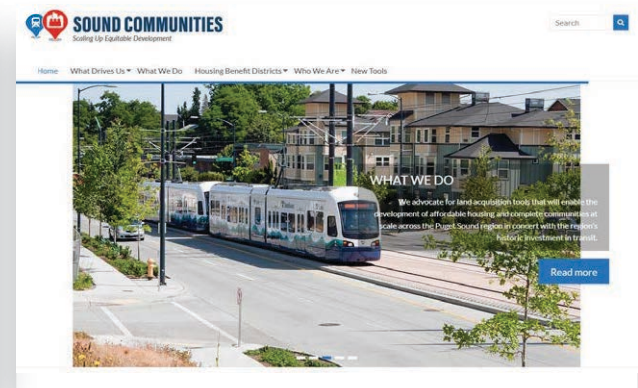 SOUND COMMUNITIES
Scaling Up Equitable Development
Search
Home What Drives Us What We Do Housing Benefit Districts Who We Are New Tools
WHAT WE DO
We advocate for land acquisition tools that will enable the
development of affordable housing and complete communities at
scale across the Puget Sound region in concert with the region's
historic investment in transit.
Read more